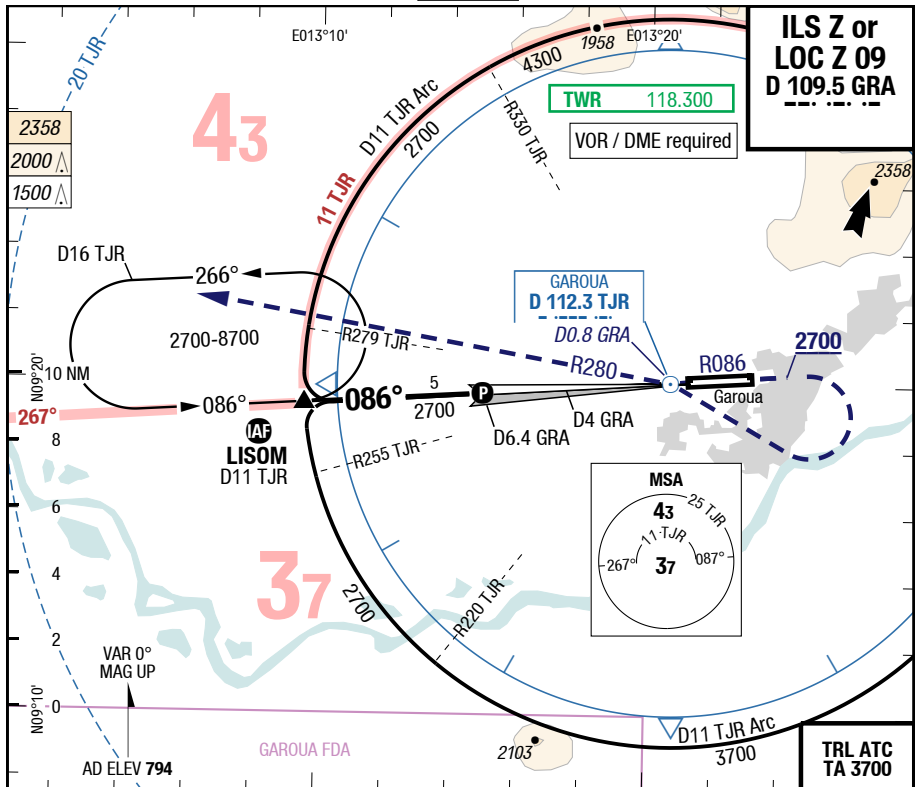 ILS Z or
LOC Z 09
D 109.5 GRA
E013°10'
E013°20'
1958
4300
20 TJR
D11 TJR Arc
2700
R330 TJR
TWR 118.300
VOR / DME required
2358
2000
1500
43
11 TJR
2358
D16 TJR
266°
GAROUA
D 112.3 TJR
D0.8 GRA
2700-8700
R279 TJR
R280
R086
2700
Garoua
N09°20'
10 NM
086°
267°
086°
5
2700
P
D6.4 GRA
D4 GRA
IAF
LISOM
D11 TJR
R255 TJR
8
6
4
2
0
MSA
43
25 TJR
11 TJR
267°
087°
37
37
2700
R220 TJR
VAR 0°
MAG UP
N09°10'
GAROUA FDA
AD ELEV 794
2103
D11 TJR Arc
3700
TRL ATC
TA 3700